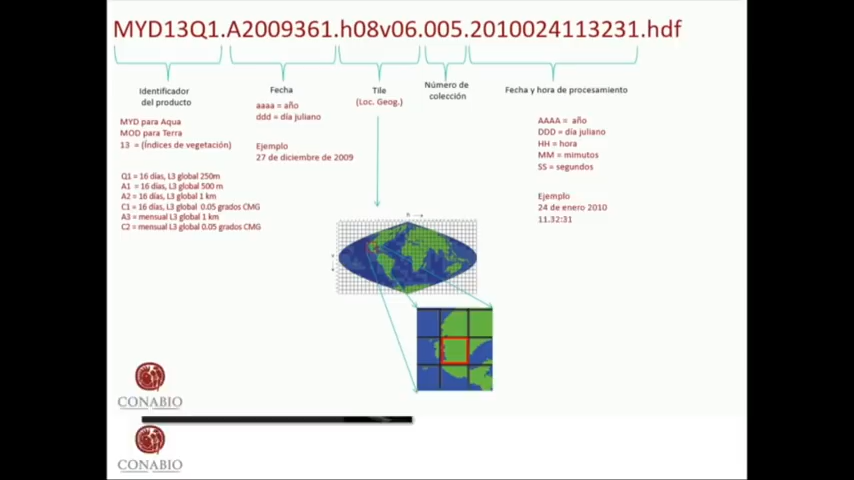 MYD13Q1.A2009361.h08v06.005.2010024113231.hdf
Identificador
del producto
MYD para Aqua
MOD para Terra
13 = (Índices de vegetación)
Q1 = 16 días, L3 global 250m
A1 = 16 días, L3 global 500 m
A2 = 16 días, L3 global 1 km
C1 = 16 días, L3 global 0.05 grados CMG
A3 = mensual L3 global 1 km
C2 = mensual L3 global 0.05 grados CMG
Fecha
aaaa = año
ddd = día juliano
Ejemplo
27 de diciembre de 2009
Tile
(Loc. Geog.)
Número de
colección
Fecha y hora de procesamiento
AAAA = año
DDD = día juliano
HH = hora
MM = mimutos
SS = segundos
Ejemplo
24 de enero 2010
11.32:31
CONABIO
CONABIO